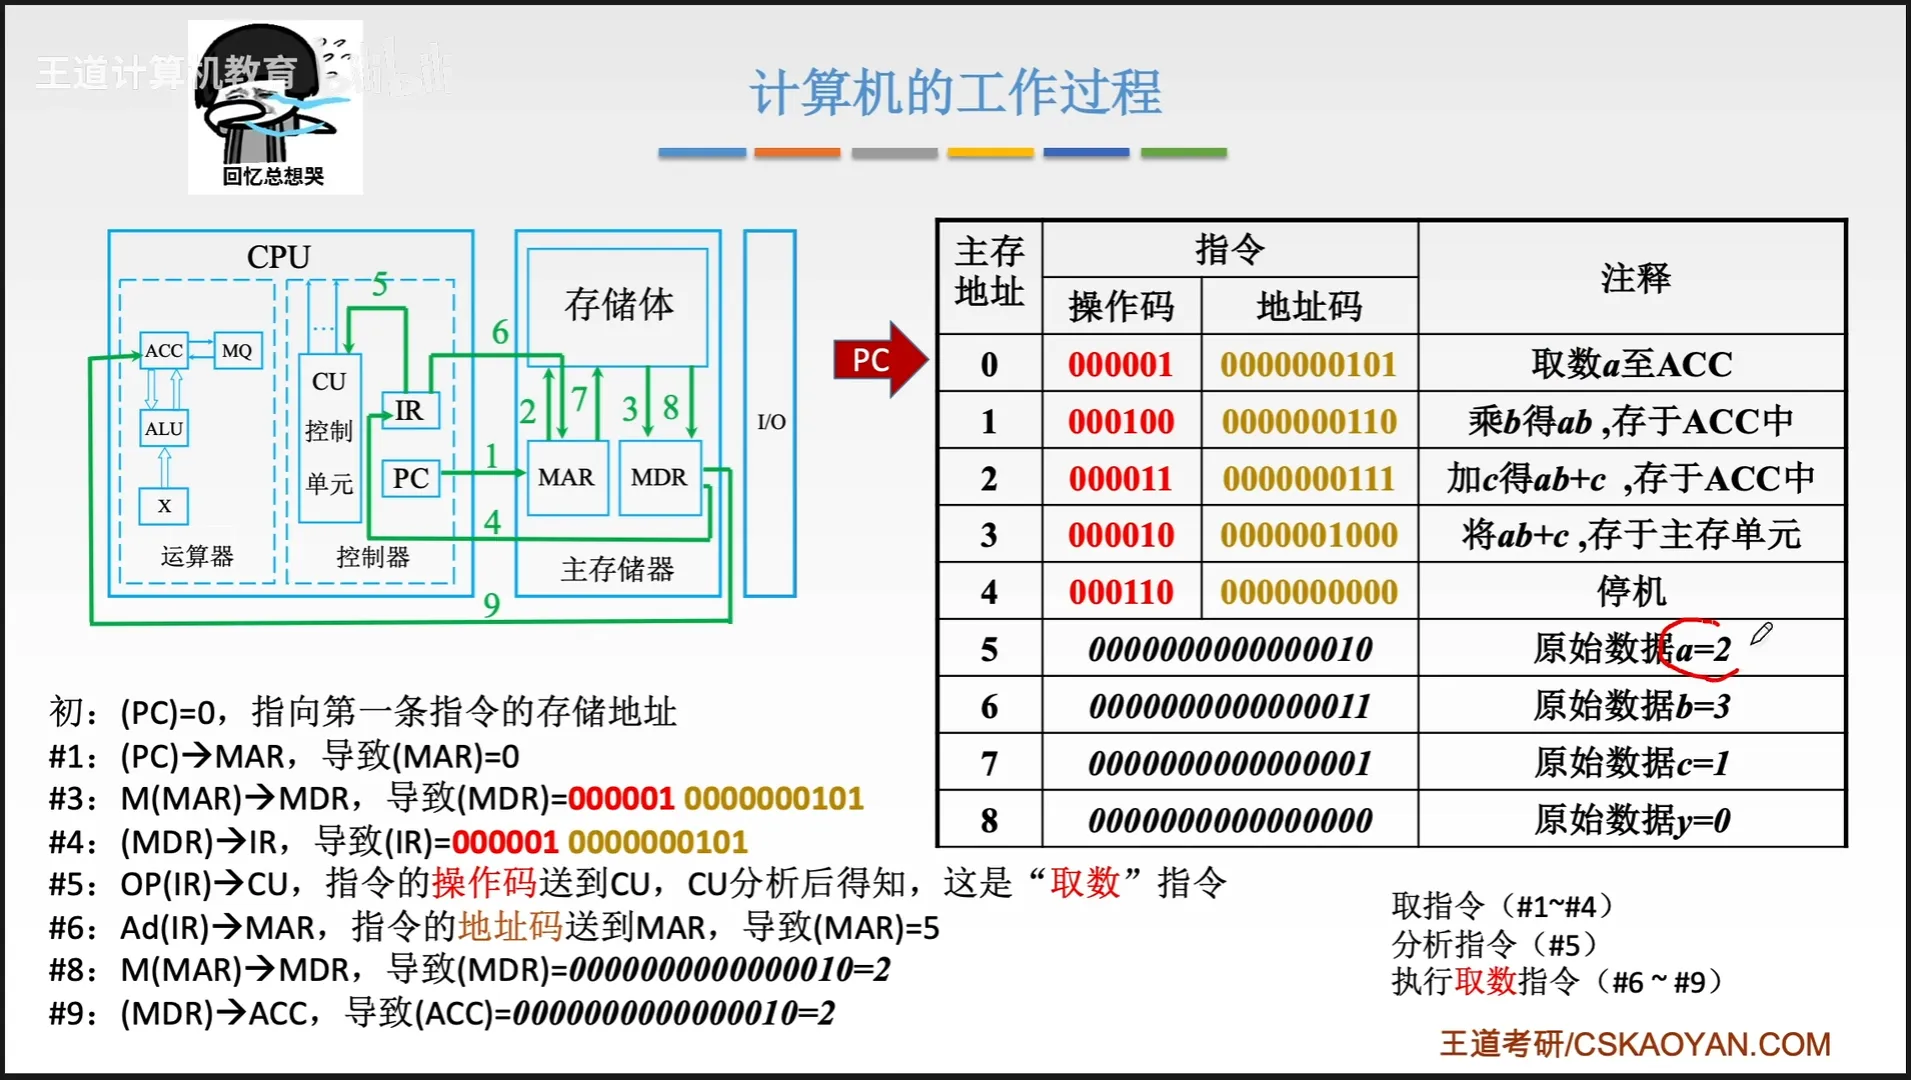 王道计算机教育
bilibili
回忆总想哭
计算机的工作过程
CPU
5
...
ACC
MQ
CU
控制
单元
IR
PC
ALU
X
运算器
控制器
6
存储体
2
7
3
8
1
MAR
MDR
4
主存储器
9
I/O
PC
主存地址
指令
注释
操作码
地址码
0 000001 0000000101 取数a至ACC
1 000100 0000000110 乘b得ab ,存于ACC中
2 000011 0000000111 加c得ab+c ,存于ACC中
3 000010 0000001000 将ab+c ,存于主存单元
4 000110 0000000000 停机
5 0000000000000010 原始数据a=2
6 0000000000000011 原始数据b=3
7 0000000000000001 原始数据c=1
8 0000000000000000 原始数据y=0
初：(PC)=0，指向第一条指令的存储地址
#1：(PC)→MAR，导致(MAR)=0
#3：M(MAR)→MDR，导致(MDR)=000001 0000000101
#4：(MDR)→IR，导致(IR)=000001 0000000101
#5：OP(IR)→CU，指令的操作码送到CU，CU分析后得知，这是“取数”指令
#6：Ad(IR)→MAR，指令的地址码送到MAR，导致(MAR)=5
#8：M(MAR)→MDR，导致(MDR)=0000000000000010=2
#9：(MDR)→ACC，导致(ACC)=0000000000000010=2
取指令（#1~#4）
分析指令（#5）
执行取数指令（#6 ~ #9）
王道考研/CSKAOYAN.COM